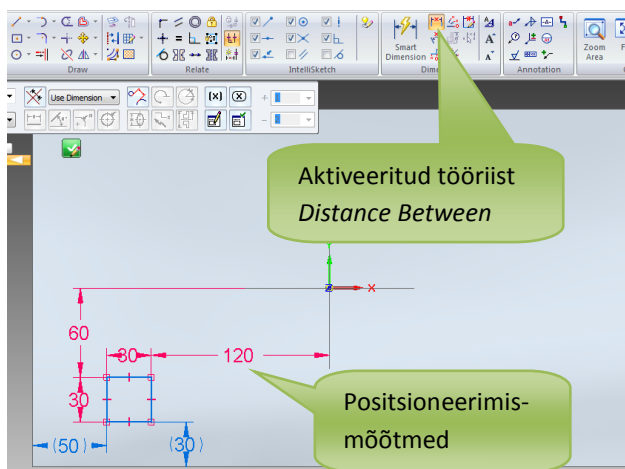 Draw
Relate
IntelliSketch
Smart
Dimension
Annotation
Zoom
Area
Use Dimension
Aktiveeritud tööriist
Distance Between
X
60
30
120
30
(50)
(30)
Positsioneerimis-
mõõtmed